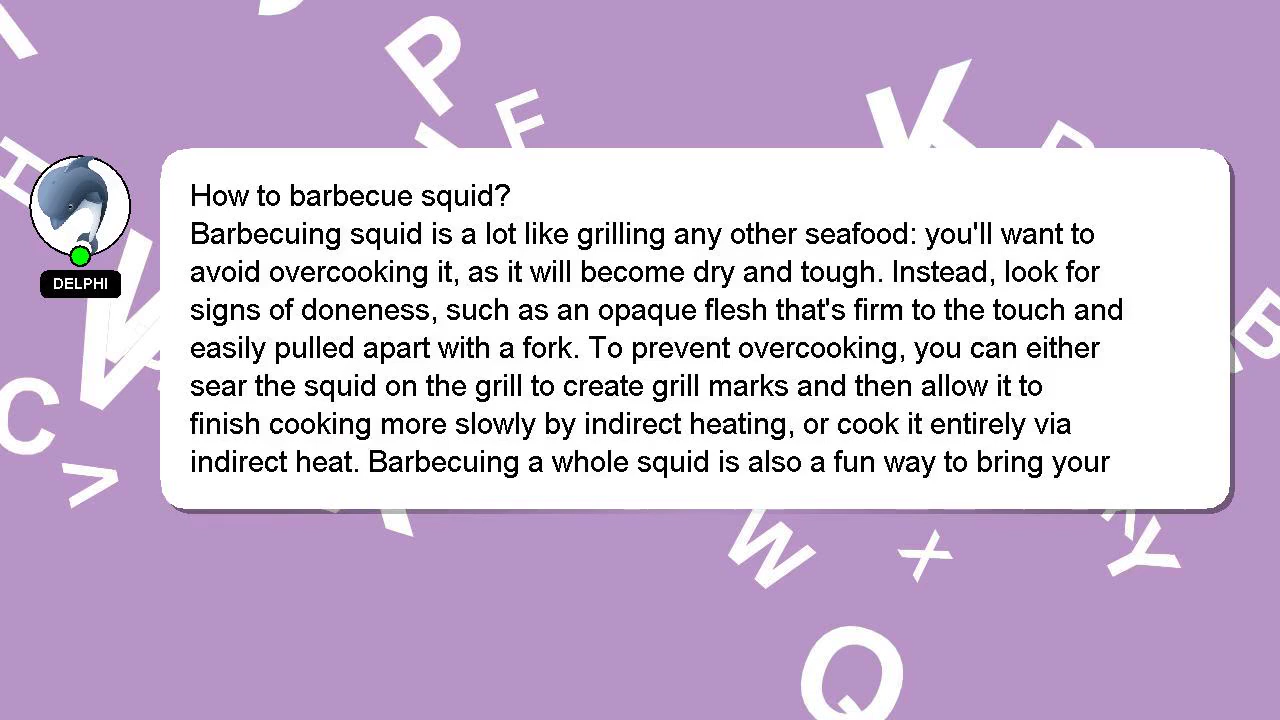 How to barbecue squid?
Barbecuing squid is a lot like grilling any other seafood: you'll want to
avoid overcooking it, as it will become dry and tough. Instead, look for
signs of doneness, such as an opaque flesh that's firm to the touch and
easily pulled apart with a fork. To prevent overcooking, you can either
sear the squid on the grill to create grill marks and then allow it to
finish cooking more slowly by indirect heating, or cook it entirely via
indirect heat. Barbecuing a whole squid is also a fun way to bring your
DELPHI
P
F
K
H
C
V
W
X
Y
Q
B